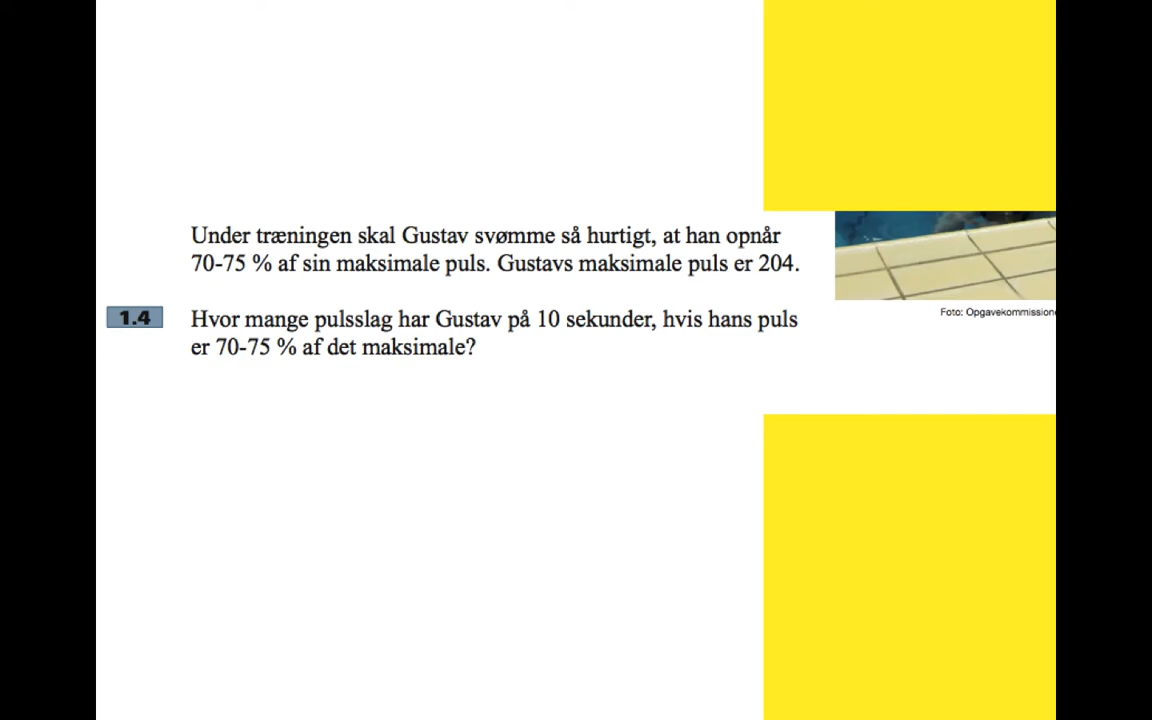 Under træningen skal Gustav svømme så hurtigt, at han opnår
70-75 % af sin maksimale puls. Gustavs maksimale puls er 204.
Foto: Opgavekommissione
1.4 Hvor mange pulsslag har Gustav på 10 sekunder, hvis hans puls
er 70-75 % af det maksimale?